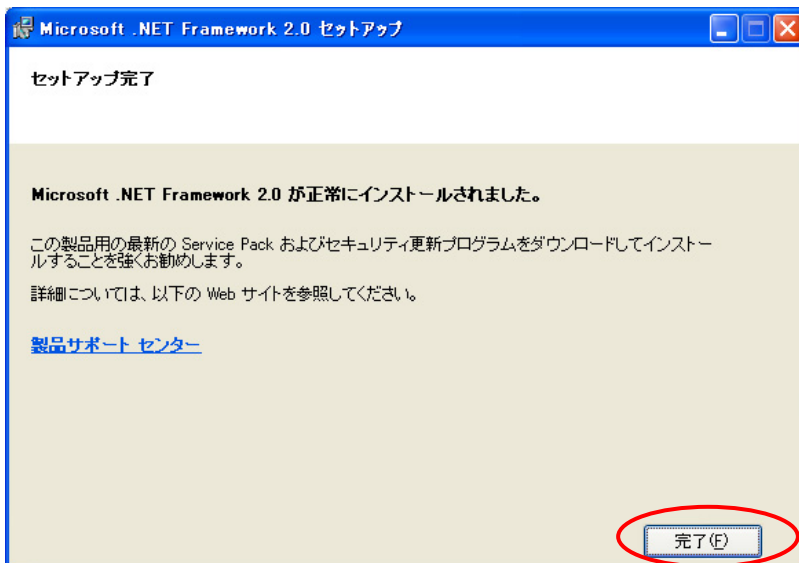 Microsoft .NET Framework 2.0 セットアップ
セットアップ完了
Microsoft .NET Framework 2.0 が正常にインストールされました。
この製品用の最新の Service Pack およびセキュリティ更新プログラムをダウンロードしてインストー
ルすることを強くお勧めします。
詳細については、以下の Web サイトを参照してください。
製品サポート センター
完了(F)